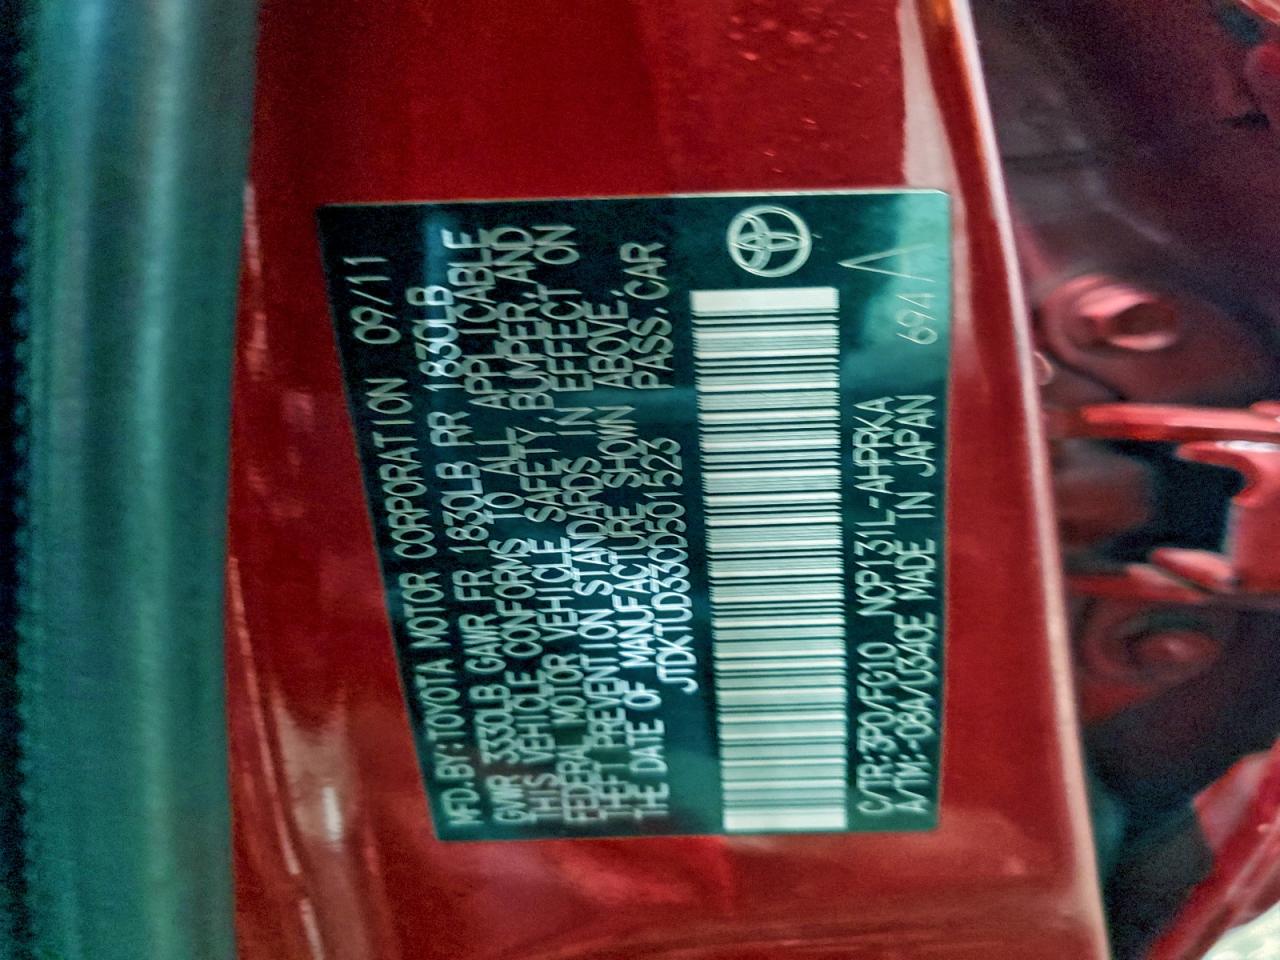 MFD.BY:TOYOTA MOTOR CORPORATION 09/11
GVWR 3330LB GAWR FR 1830LB RR 1830LB
THIS VEHICLE CONFORMS TO ALL APPLICABLE
FEDERAL MOTOR VEHICLE SAFETY, BUMPER, AND
THEFT PREVENTION STANDARDS IN EFFECT ON
THE DATE OF MANUFACTURE SHOWN ABOVE.
JTDKTUD33CD501523 PASS.CAR
C/TR:3P0/FG10 NCP131L-AHPRKA
A/TM:-08A/U340E MADE IN JAPAN
694